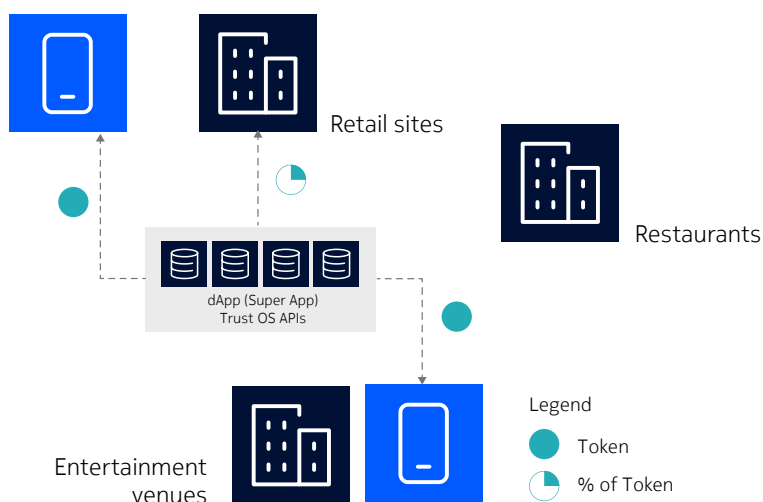 Retail sites
Restaurants
dApp (Super App)
Trust OS APIs
Entertainment
venues
Legend
Token
% of Token